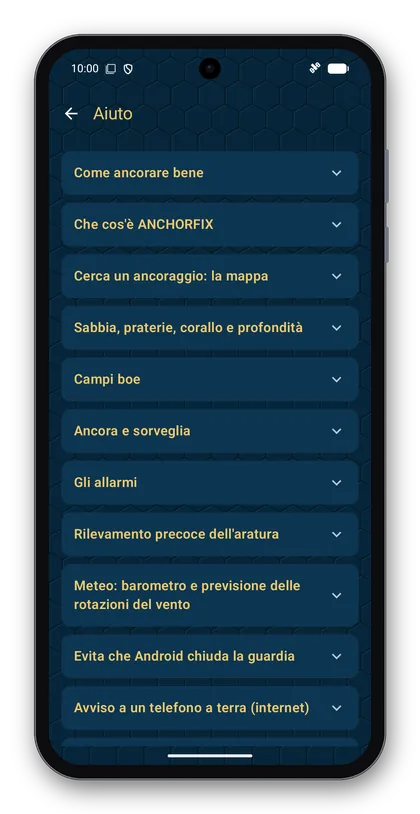 10:00
Aiuto
Come ancorare bene
Che cos'è ANCHORFIX
Cerca un ancoraggio: la mappa
Sabbia, praterie, corallo e profondità
Campi boe
Ancora e sorveglia
Gli allarmi
Rilevamento precoce dell'aratura
Meteo: barometro e previsione delle
rotazioni del vento
Evita che Android chiuda la guardia
Avviso a un telefono a terra (internet)